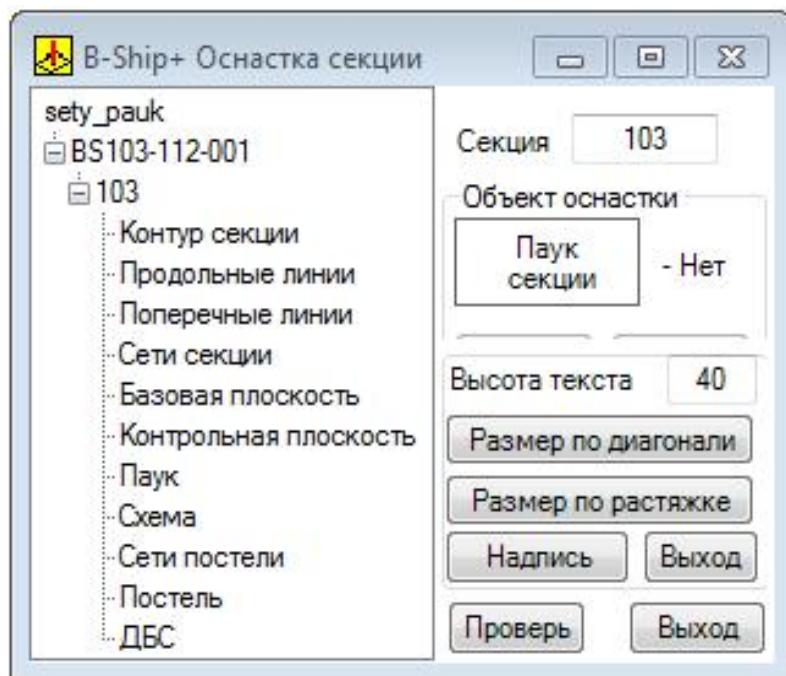 B-Ship+ Оснастка секции
sety_pauk
BS103-112-001
103
Контур секции
Продольные линии
Поперечные линии
Сети секции
Базовая плоскость
Контрольная плоскость
Паук
Схема
Сети постели
Постель
ДБС
Секция 103
Объект оснастки
Паук
секции
- Нет
Высота текста 40
Размер по диагонали
Размер по растяжке
Надпись Выход
Проверь Выход